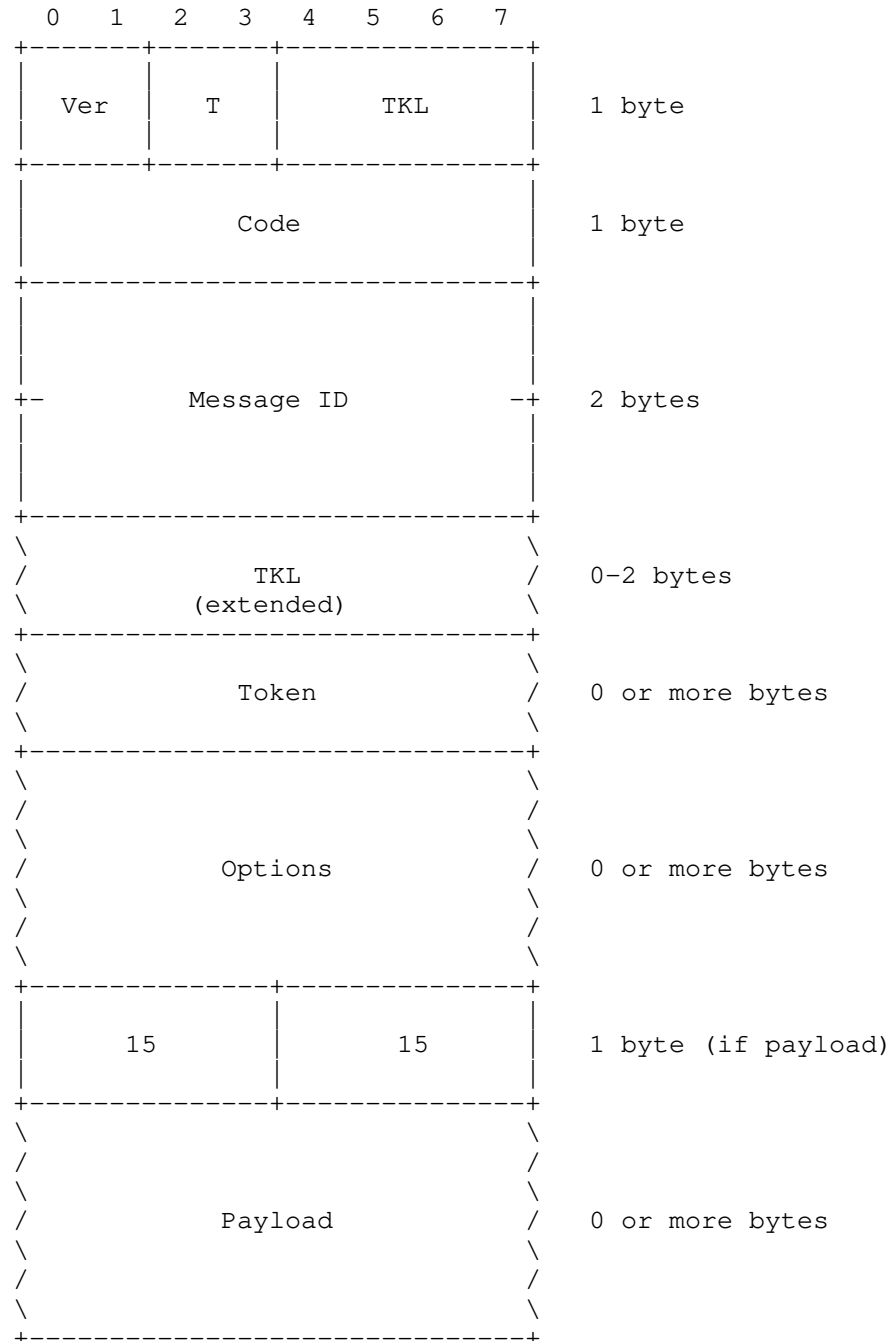 0 1 2 3 4 5 6 7
+-------+-------+---------------+
Ver T TKL 1 byte
+-------+-------+---------------+
Code 1 byte
+-------------------------------+
+- Message ID -+ 2 bytes
+-------------------------------+
\ \
/ TKL / 0-2 bytes
\ (extended) \
+-------------------------------+
\ \
/ Token / 0 or more bytes
\ \
+-------------------------------+
\ \
/ /
\ \
/ Options / 0 or more bytes
\ \
/ /
\ \
+---------------+---------------+
15 15 1 byte (if payload)
+---------------+---------------+
\ \
/ /
\ \
/ Payload / 0 or more bytes
\ \
/ /
\ \
+-------------------------------+